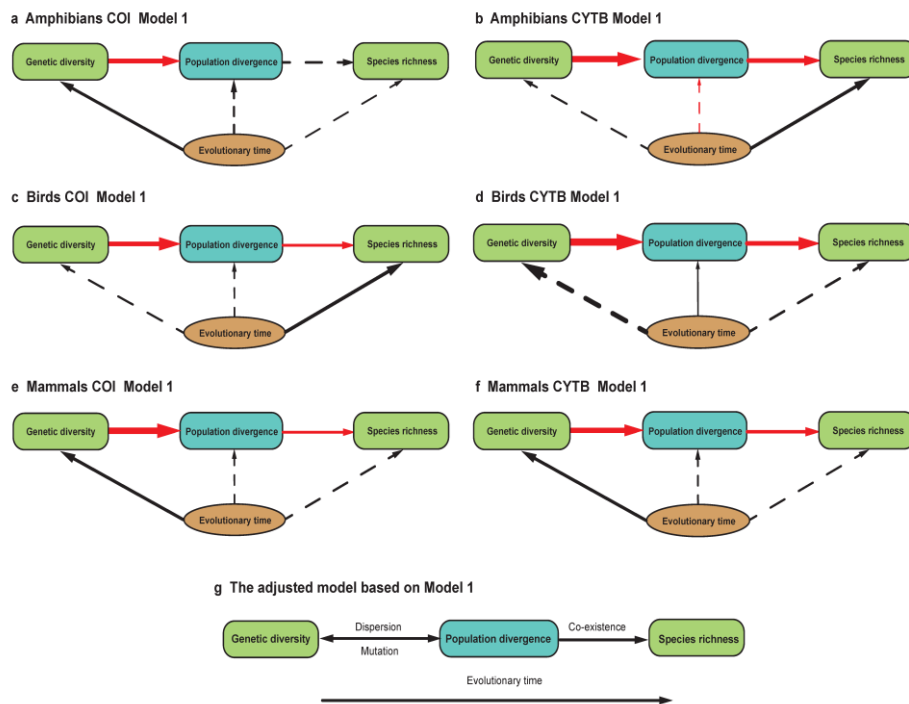 a Amphibians COI Model 1
Genetic diversity
Population divergence
Species richness
Evolutionary time
b Amphibians CYTB Model 1
Genetic diversity
Population divergence
Species richness
Evolutionary time
c Birds COI Model 1
Genetic diversity
Population divergence
Species richness
Evolutionary time
d Birds CYTB Model 1
Genetic diversity
Population divergence
Species richness
Evolutionary time
e Mammals COI Model 1
Genetic diversity
Population divergence
Species richness
Evolutionary time
f Mammals CYTB Model 1
Genetic diversity
Population divergence
Species richness
Evolutionary time
g The adjusted model based on Model 1
Genetic diversity
Dispersion
Mutation
Population divergence
Co-existence
Species richness
Evolutionary time